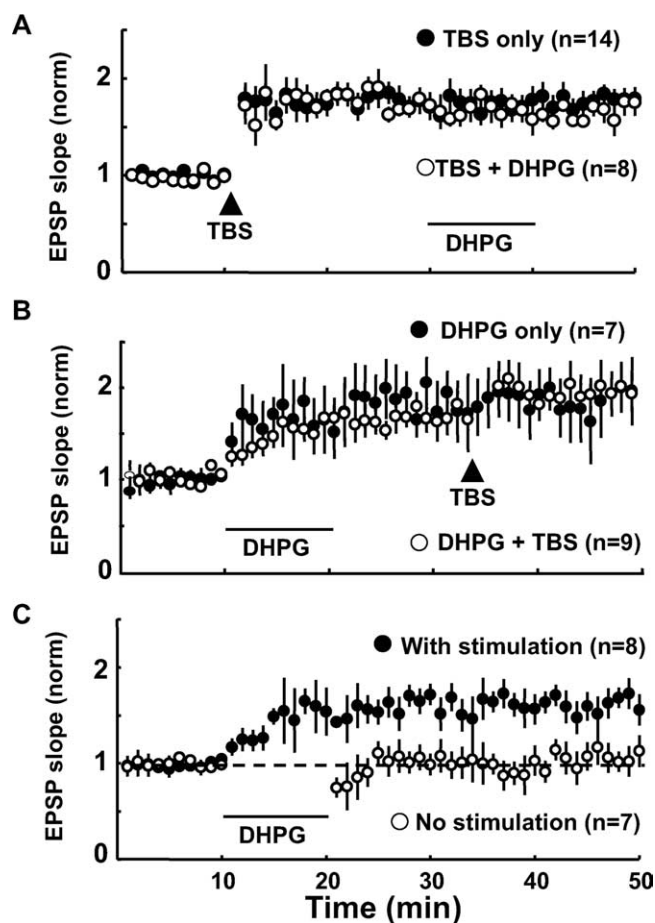 A
EPSP slope (norm)
2
1
0
TBS only (n=14)
TBS + DHPG (n=8)
TBS
DHPG
B
EPSP slope (norm)
2
1
0
DHPG only (n=7)
TBS
DHPG
DHPG + TBS (n=9)
C
EPSP slope (norm)
2
1
0
With stimulation (n=8)
DHPG
No stimulation (n=7)
0 10 20 30 40 50
Time (min)